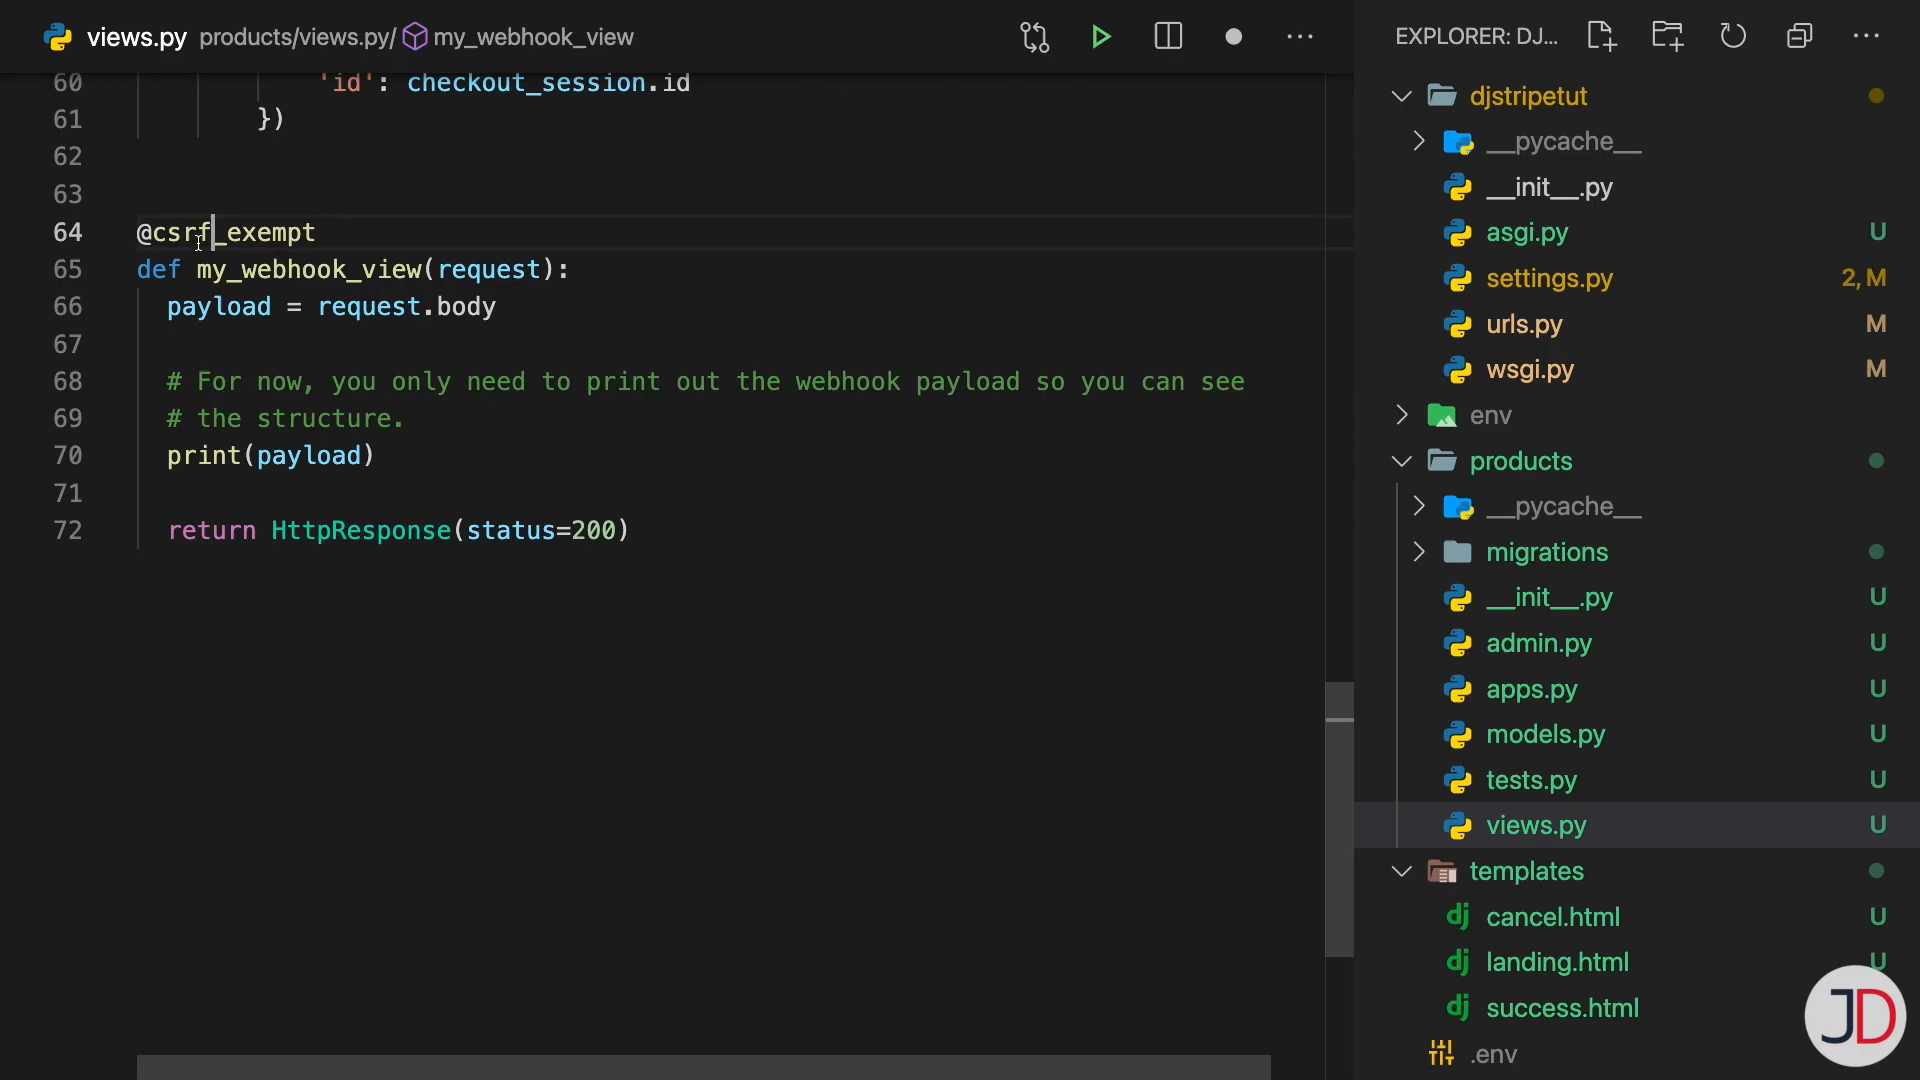 views.py products/views.py/ my_webhook_view
60 'id': checkout_session.id
61 })
62
63
64 @csrf_exempt
65 def my_webhook_view(request):
66 payload = request.body
67
68 # For now, you only need to print out the webhook payload so you can see
69 # the structure.
70 print(payload)
71
72 return HttpResponse(status=200)
EXPLORER: DJ...
djstripetut
__pycache__
__init__.py
asgi.py U
settings.py 2, M
urls.py M
wsgi.py M
env
products
__pycache__
migrations
__init__.py U
admin.py U
apps.py U
models.py U
tests.py U
views.py U
templates
dj cancel.html U
dj landing.html U
dj success.html
.env
JD